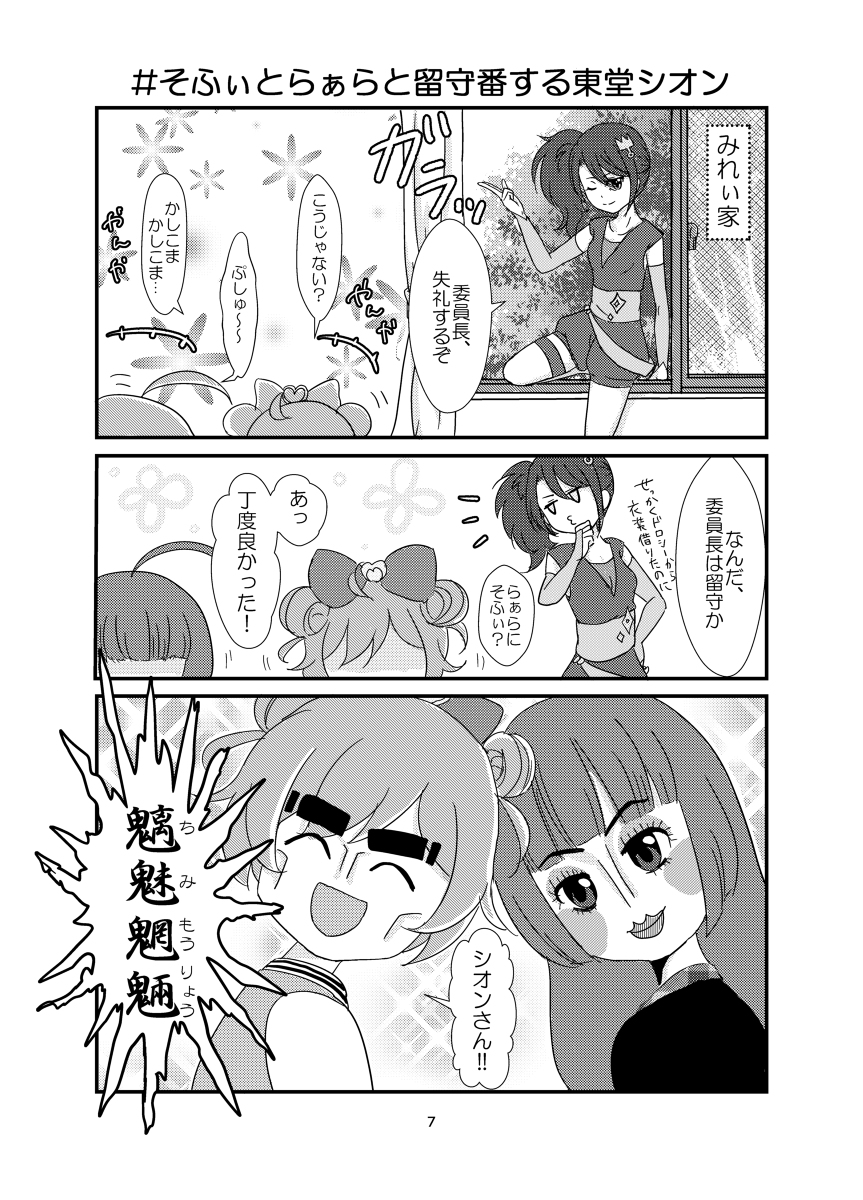 #そふぃとらぁらと留守番する東堂シオン
みれぃ家
ガラッ
委員長、
失礼するぞ
こうじゃない？
やんや
ぷしゅ〜〜
かしこま
かしこま…
やんかか
なんだ、
委員長は留守か
せっかくドロシーから
衣装借りたのに
らぁらに
そふぃ？
あっ
丁度良かった！
シオンさん!!
魑魅魍魎
ちみもうりょう
7